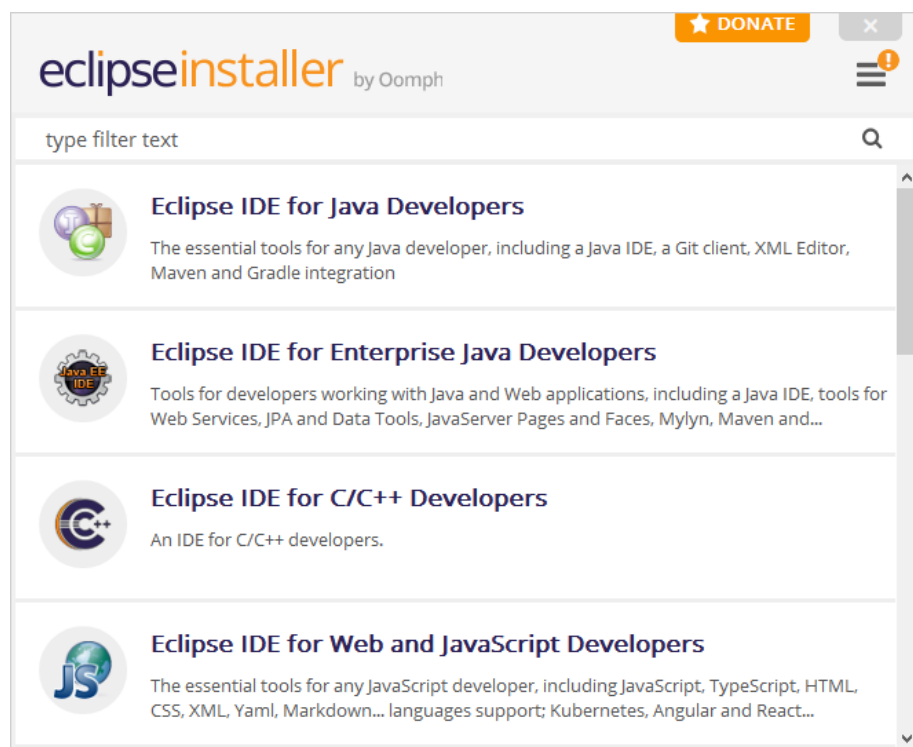 DONATE
eclipseinstaller by Oomph
type filter text
Eclipse IDE for Java Developers
The essential tools for any Java developer, including a Java IDE, a Git client, XML Editor,
Maven and Gradle integration
Java EE
IDE
Eclipse IDE for Enterprise Java Developers
Tools for developers working with Java and Web applications, including a Java IDE, tools for
Web Services, JPA and Data Tools, JavaServer Pages and Faces, Mylyn, Maven and...
C++
Eclipse IDE for C/C++ Developers
An IDE for C/C++ developers.
JS
Eclipse IDE for Web and JavaScript Developers
The essential tools for any JavaScript developer, including JavaScript, TypeScript, HTML,
CSS, XML, Yaml, Markdown... languages support; Kubernetes, Angular and React...